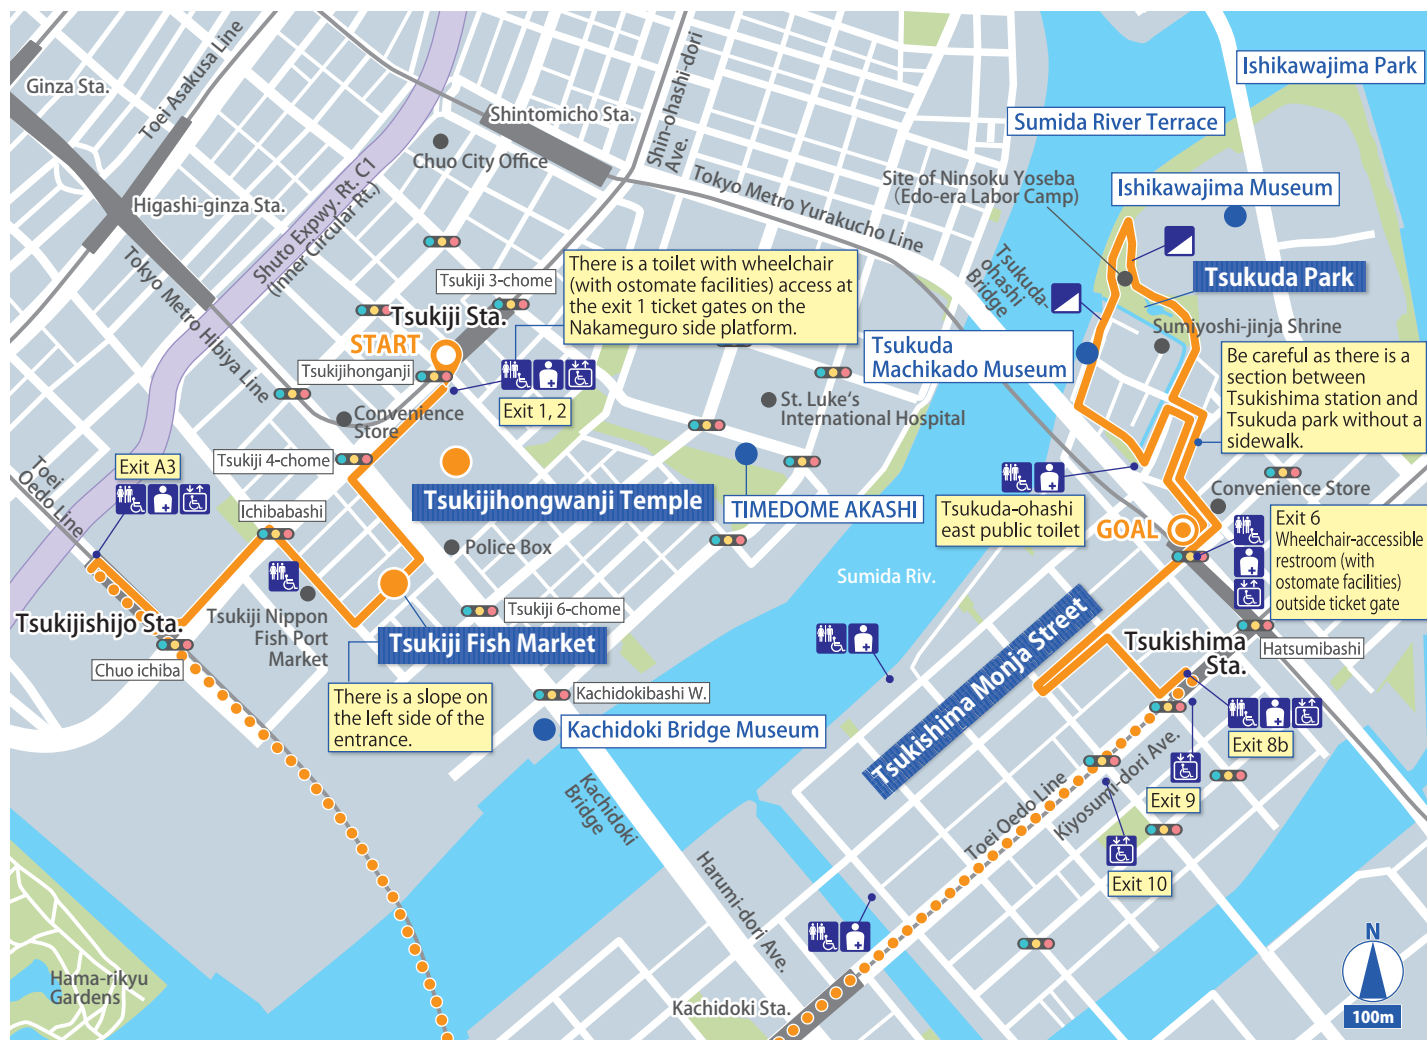 Ginza Sta.
Toei Asakusa Line
Shintomicho Sta.
Chuo City Office
Shin-ohashi-dori
Ave.
Ishikawajima Park
Sumida River Terrace
Higashi-ginza Sta.
Shuto Expwy. Rt. C1
(Inner Circular Rt.)
Tokyo Metro Yurakucho Line
Site of Ninsoku Yoseba
(Edo-era Labor Camp)
Ishikawajima Museum
Tokyo Metro Hibiya Line
Tsukiji 3-chome
There is a toilet with wheelchair
(with ostomate facilities) access at
the exit 1 ticket gates on the
Nakameguro side platform.
Tsukuda-
ohashi
Bridge
Tsukuda Park
Tsukiji Sta.
START
Sumiyoshi-jinja Shrine
Tsukijihonganji
Tsukuda
Machikado Museum
Be careful as there is a
section between
Tsukishima station and
Tsukuda park without a
sidewalk.
Exit 1, 2
Convenience
Store
St. Luke's
International Hospital
Tsukiji 4-chome
Exit A3
Toei
Oedo Line
Tsukijihongwanji Temple
TIMEDOME AKASHI
Tsukuda-ohashi
east public toilet
Convenience Store
GOAL
Exit 6
Wheelchair-accessible
restroom (with
ostomate facilities)
outside ticket gate
Ichibabashi
Police Box
Sumida Riv.
Tsukijishijo Sta.
Tsukiji Nippon
Fish Port
Market
Tsukiji 6-chome
Tsukiji Fish Market
Chuo ichiba
There is a slope on
the left side of the
entrance.
Kachidokibashi W.
Kachidoki Bridge Museum
Tsukishima Monja Street
Tsukishima
Sta.
Hatsumibashi
Exit 8b
Exit 9
Kachidoki
Bridge
Toei Oedo Line
Kiyosumi-dori Ave.
Exit 10
Harumi-dori Ave.
Hama-rikyu
Gardens
Kachidoki Sta.
N
100m